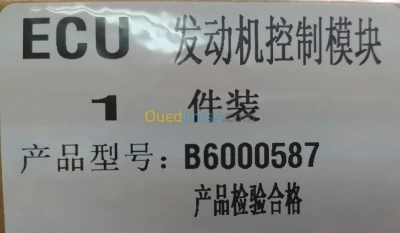 ECU 发动机控制模块
1 件装
Oued
产品型号: B6000587
产品检验合格